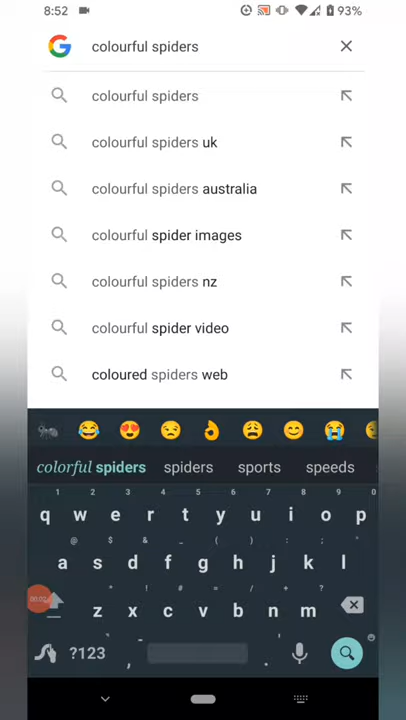 8:52 93%
colourful spiders
colourful spiders
colourful spiders uk
colourful spiders australia
colourful spider images
colourful spiders nz
colourful spider video
coloured spiders web
colorful spiders spiders sports speeds
1 2 3 4 5 6 7 8 9 0
q w e r t y u i o p
@ $ & _ ( ) : ; "
a s d f g h j k l
00:02 * ! # = / + ?
z x c v b n m
?123 , .